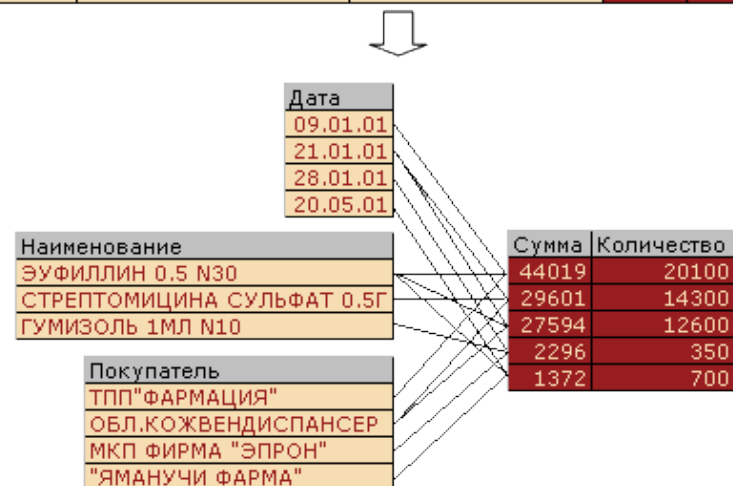 Дата
09.01.01
21.01.01
28.01.01
20.05.01
Наименование
ЭУФИЛЛИН 0.5 N30
СТРЕПТОМИЦИНА СУЛЬФАТ 0.5Г
ГУМИЗОЛЬ 1МЛ N10
Сумма Количество
44019 20100
29601 14300
27594 12600
2296 350
1372 700
Покупатель
ТПП"ФАРМАЦИЯ"
ОБЛ.КОЖВЕНДИСПАНСЕР
МКП ФИРМА "ЭПРОН"
"ЯМАНУЧИ ФАРМА"